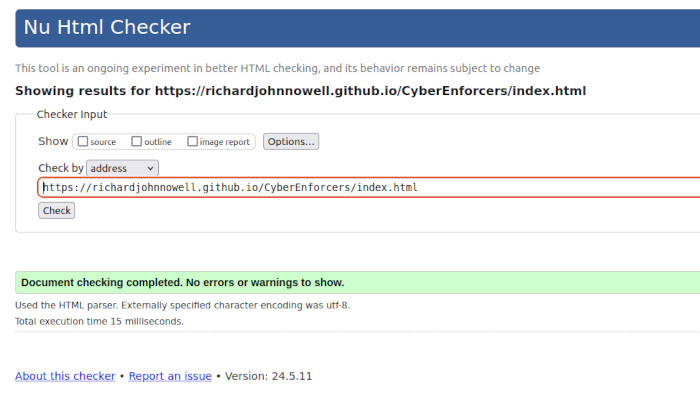 Nu Html Checker
This tool is an ongoing experiment in better HTML checking, and its behavior remains subject to change
Showing results for https://richardjohnnowell.github.io/CyberEnforcers/index.html
Checker Input
Show source outline image report Options...
Check by address
https://richardjohnnowell.github.io/CyberEnforcers/index.html
Check
Document checking completed. No errors or warnings to show.
Used the HTML parser. Externally specified character encoding was utf-8.
Total execution time 15 milliseconds.
About this checker • Report an issue • Version: 24.5.11